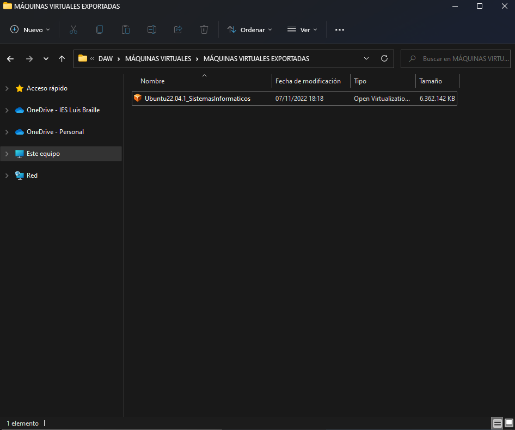 MÁQUINAS VIRTUALES EXPORTADAS
Nuevo Ordenar Ver
« DAW > MÁQUINAS VIRTUALES > MÁQUINAS VIRTUALES EXPORTADAS Buscar en MÁQUINAS VIRTU...
Nombre Fecha de modificación Tipo Tamaño
Acceso rápido
Ubuntu22.04.1_SistemasInformaticos 07/11/2022 18:18 Open Virtualizatio... 6.362.142 KB
OneDrive - IES Luis Braille
OneDrive - Personal
Este equipo
Red
1 elemento